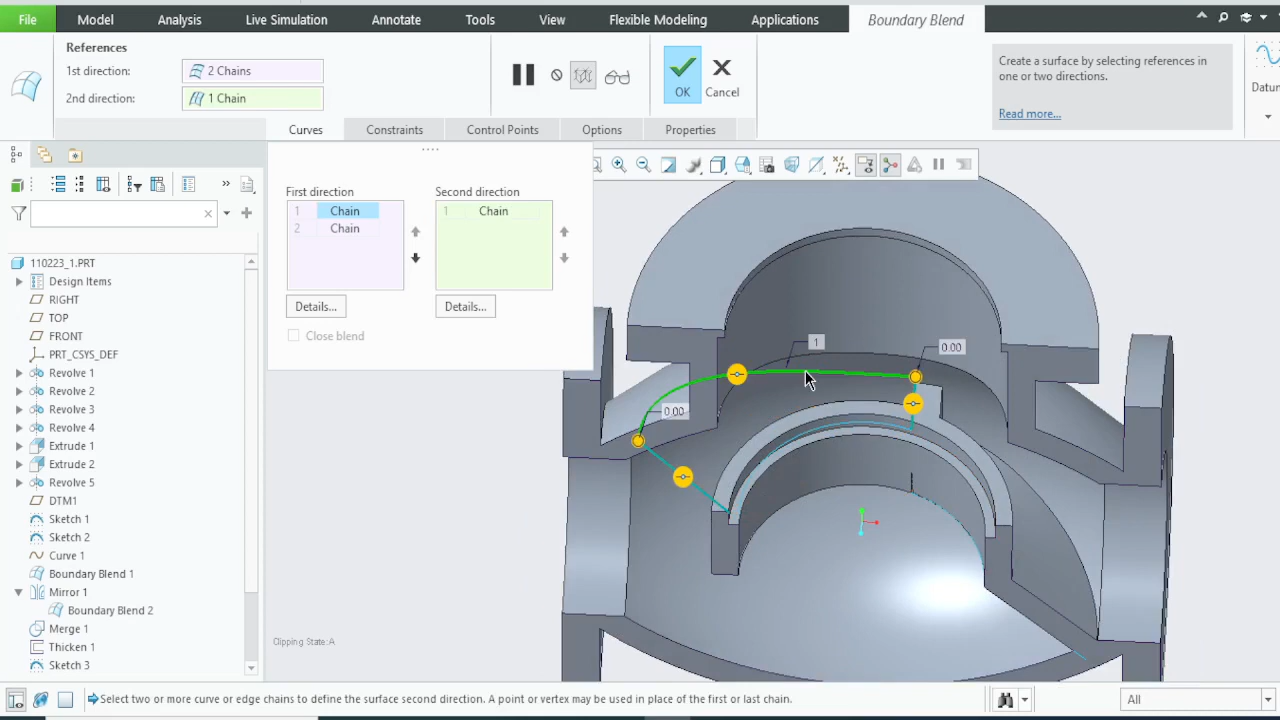 File Model Analysis Live Simulation Annotate Tools View Flexible Modeling Applications Boundary Blend
References
1st direction: 2 Chains
2nd direction: 1 Chain
OK Cancel
Create a surface by selecting references in
one or two directions.
Read more...
Datu
Curves Constraints Control Points Options Properties
First direction
1 Chain
2 Chain
Details...
Close blend
Second direction
1 Chain
Details...
110223_1.PRT
Design Items
RIGHT
TOP
FRONT
PRT_CSYS_DEF
Revolve 1
Revolve 2
Revolve 3
Revolve 4
Extrude 1
Extrude 2
Revolve 5
DTM1
Sketch 1
Sketch 2
Curve 1
Boundary Blend 1
Mirror 1
Boundary Blend 2
Merge 1
Thicken 1
Sketch 3
1
0.00
0.00
Clipping State:A
Select two or more curve or edge chains to define the surface second direction. A point or vertex may be used in place of the first or last chain.
All